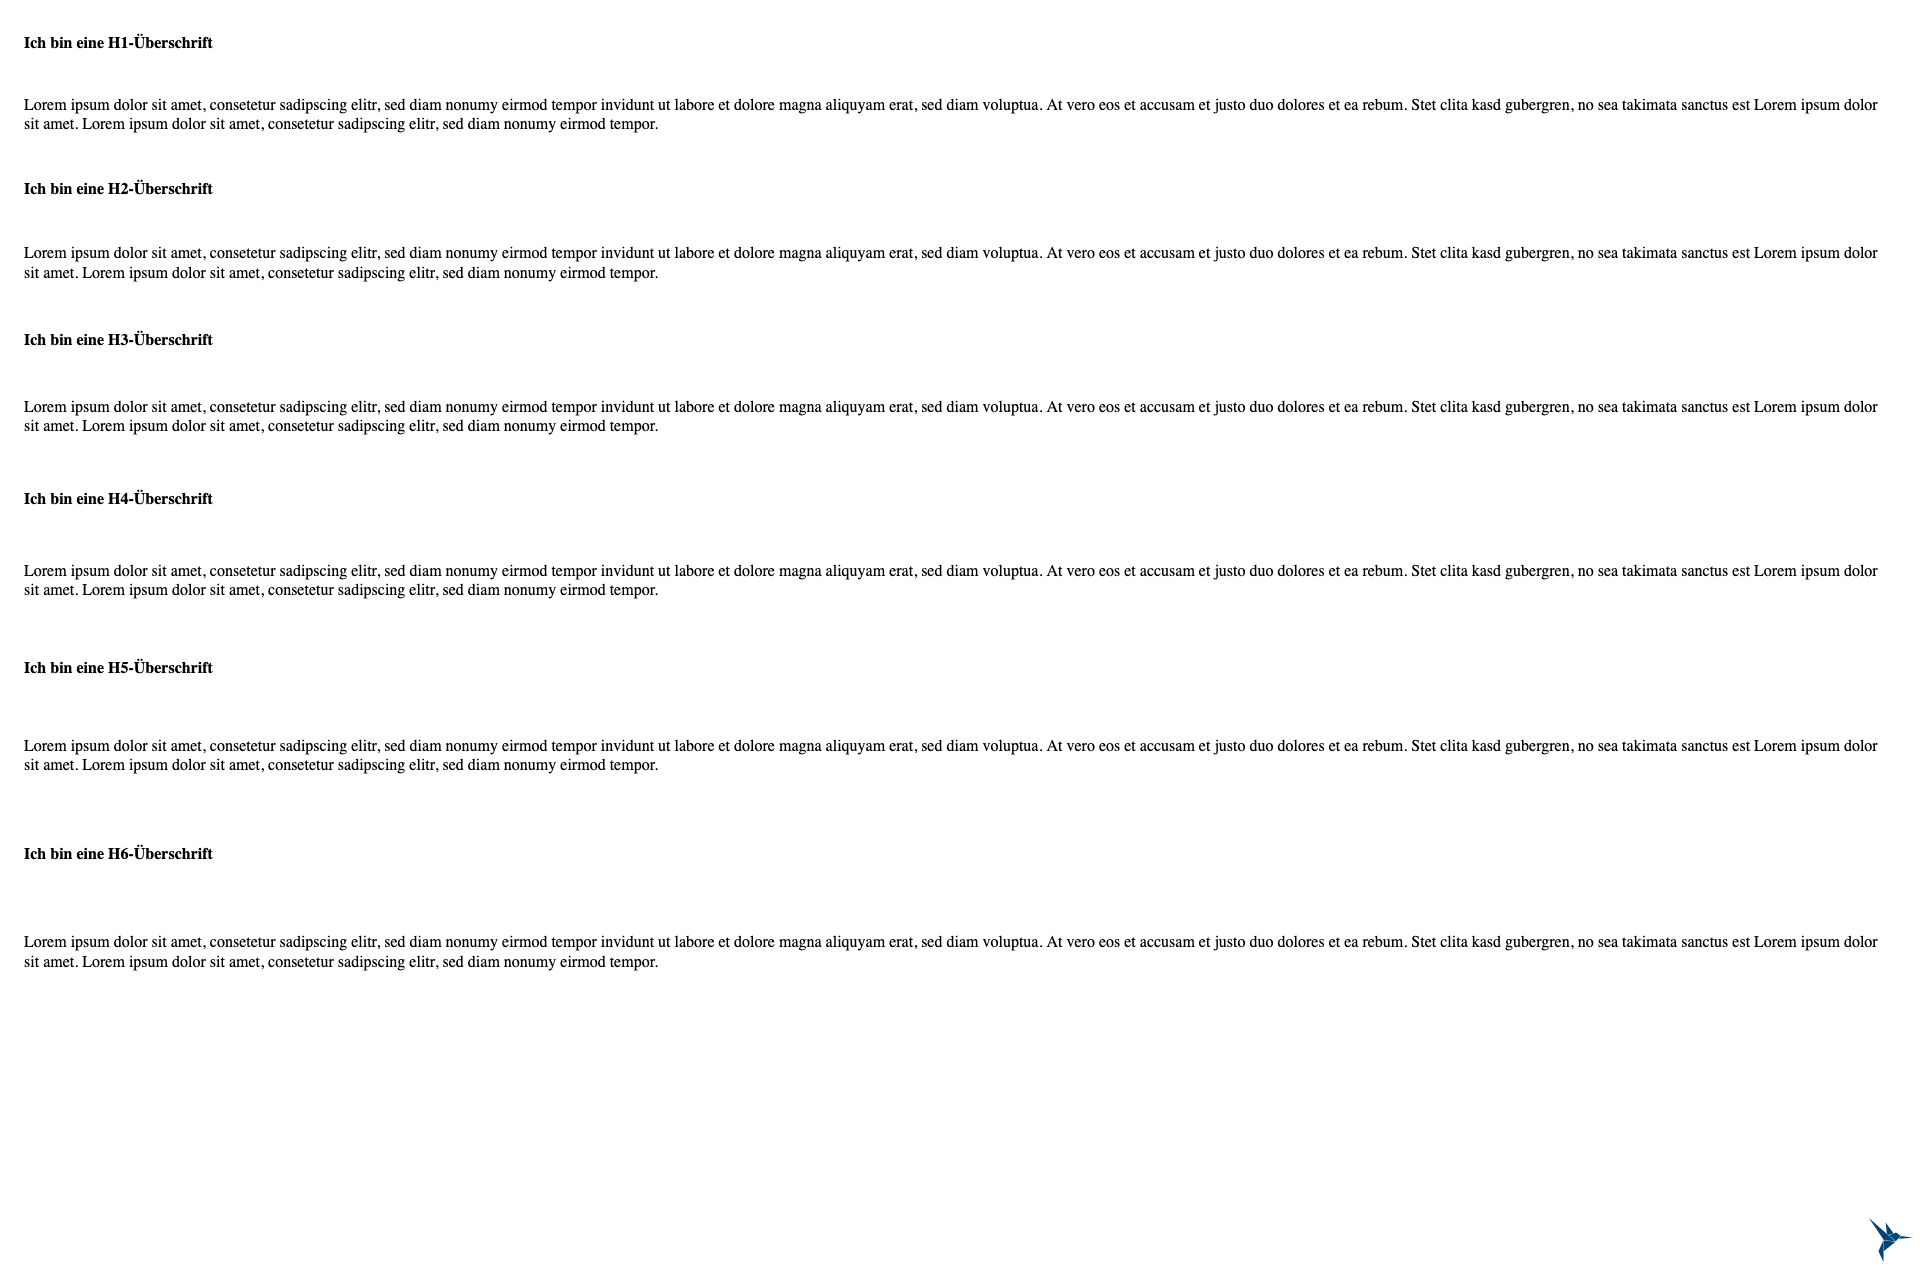 Ich bin eine H1-Überschrift
Lorem ipsum dolor sit amet, consetetur sadipscing elitr, sed diam nonumy eirmod tempor invidunt ut labore et dolore magna aliquyam erat, sed diam voluptua. At vero eos et accusam et justo duo dolores et ea rebum. Stet clita kasd gubergren, no sea takimata sanctus est Lorem ipsum dolor
sit amet. Lorem ipsum dolor sit amet, consetetur sadipscing elitr, sed diam nonumy eirmod tempor.
Ich bin eine H2-Überschrift
Lorem ipsum dolor sit amet, consetetur sadipscing elitr, sed diam nonumy eirmod tempor invidunt ut labore et dolore magna aliquyam erat, sed diam voluptua. At vero eos et accusam et justo duo dolores et ea rebum. Stet clita kasd gubergren, no sea takimata sanctus est Lorem ipsum dolor
sit amet. Lorem ipsum dolor sit amet, consetetur sadipscing elitr, sed diam nonumy eirmod tempor.
Ich bin eine H3-Überschrift
Lorem ipsum dolor sit amet, consetetur sadipscing elitr, sed diam nonumy eirmod tempor invidunt ut labore et dolore magna aliquyam erat, sed diam voluptua. At vero eos et accusam et justo duo dolores et ea rebum. Stet clita kasd gubergren, no sea takimata sanctus est Lorem ipsum dolor
sit amet. Lorem ipsum dolor sit amet, consetetur sadipscing elitr, sed diam nonumy eirmod tempor.
Ich bin eine H4-Überschrift
Lorem ipsum dolor sit amet, consetetur sadipscing elitr, sed diam nonumy eirmod tempor invidunt ut labore et dolore magna aliquyam erat, sed diam voluptua. At vero eos et accusam et justo duo dolores et ea rebum. Stet clita kasd gubergren, no sea takimata sanctus est Lorem ipsum dolor
sit amet. Lorem ipsum dolor sit amet, consetetur sadipscing elitr, sed diam nonumy eirmod tempor.
Ich bin eine H5-Überschrift
Lorem ipsum dolor sit amet, consetetur sadipscing elitr, sed diam nonumy eirmod tempor invidunt ut labore et dolore magna aliquyam erat, sed diam voluptua. At vero eos et accusam et justo duo dolores et ea rebum. Stet clita kasd gubergren, no sea takimata sanctus est Lorem ipsum dolor
sit amet. Lorem ipsum dolor sit amet, consetetur sadipscing elitr, sed diam nonumy eirmod tempor.
Ich bin eine H6-Überschrift
Lorem ipsum dolor sit amet, consetetur sadipscing elitr, sed diam nonumy eirmod tempor invidunt ut labore et dolore magna aliquyam erat, sed diam voluptua. At vero eos et accusam et justo duo dolores et ea rebum. Stet clita kasd gubergren, no sea takimata sanctus est Lorem ipsum dolor
sit amet. Lorem ipsum dolor sit amet, consetetur sadipscing elitr, sed diam nonumy eirmod tempor.